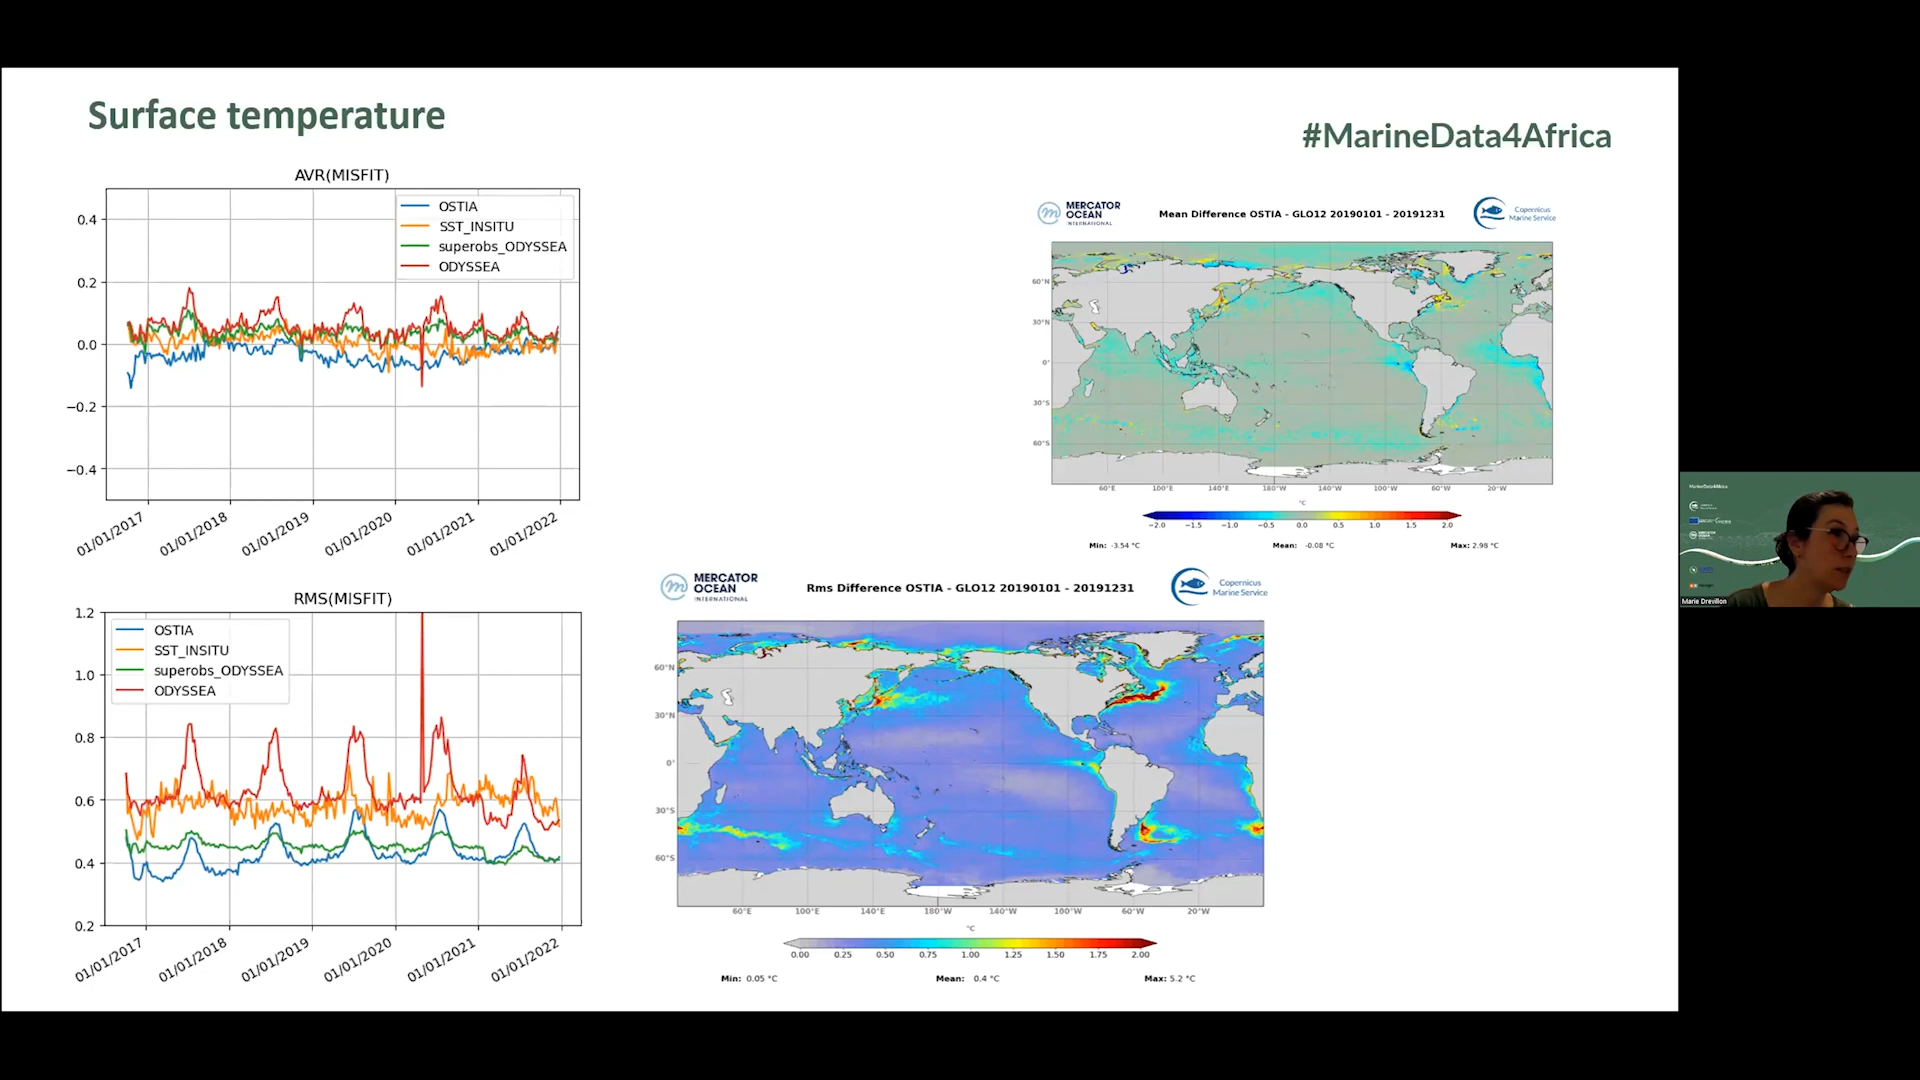 Surface temperature
#MarineData4Africa
AVR(MISFIT)
OSTIA
SST_INSITU
superobs_ODYSSEA
ODYSSEA
0.4
0.2
0.0
−0.2
−0.4
01/01/2017
01/01/2018
01/01/2019
01/01/2020
01/01/2021
01/01/2022
MERCATOR
OCEAN
INTERNATIONAL
Mean Difference OSTIA - GLO12 20190101 - 20191231
Copernicus
Marine Service
60°N
30°N
0°
30°S
60°S
60°E 100°E 140°E 180°W 140°W 100°W 60°W 20°W
°C
−2.0 −1.5 −1.0 −0.5 0.0 0.5 1.0 1.5 2.0
Min: -3.54 °C Mean: -0.08 °C Max: 2.98 °C
RMS(MISFIT)
OSTIA
SST_INSITU
superobs_ODYSSEA
ODYSSEA
1.2
1.0
0.8
0.6
0.4
0.2
01/01/2017
01/01/2018
01/01/2019
01/01/2020
01/01/2021
01/01/2022
MERCATOR
OCEAN
INTERNATIONAL
Rms Difference OSTIA - GLO12 20190101 - 20191231
Copernicus
Marine Service
60°N
30°N
0°
30°S
60°S
60°E 100°E 140°E 180°W 140°W 100°W 60°W 20°W
°C
0.00 0.25 0.50 0.75 1.00 1.25 1.50 1.75 2.00
Min: 0.05 °C Mean: 0.4 °C Max: 5.2 °C
MarineData4Africa
Marie Drevillon